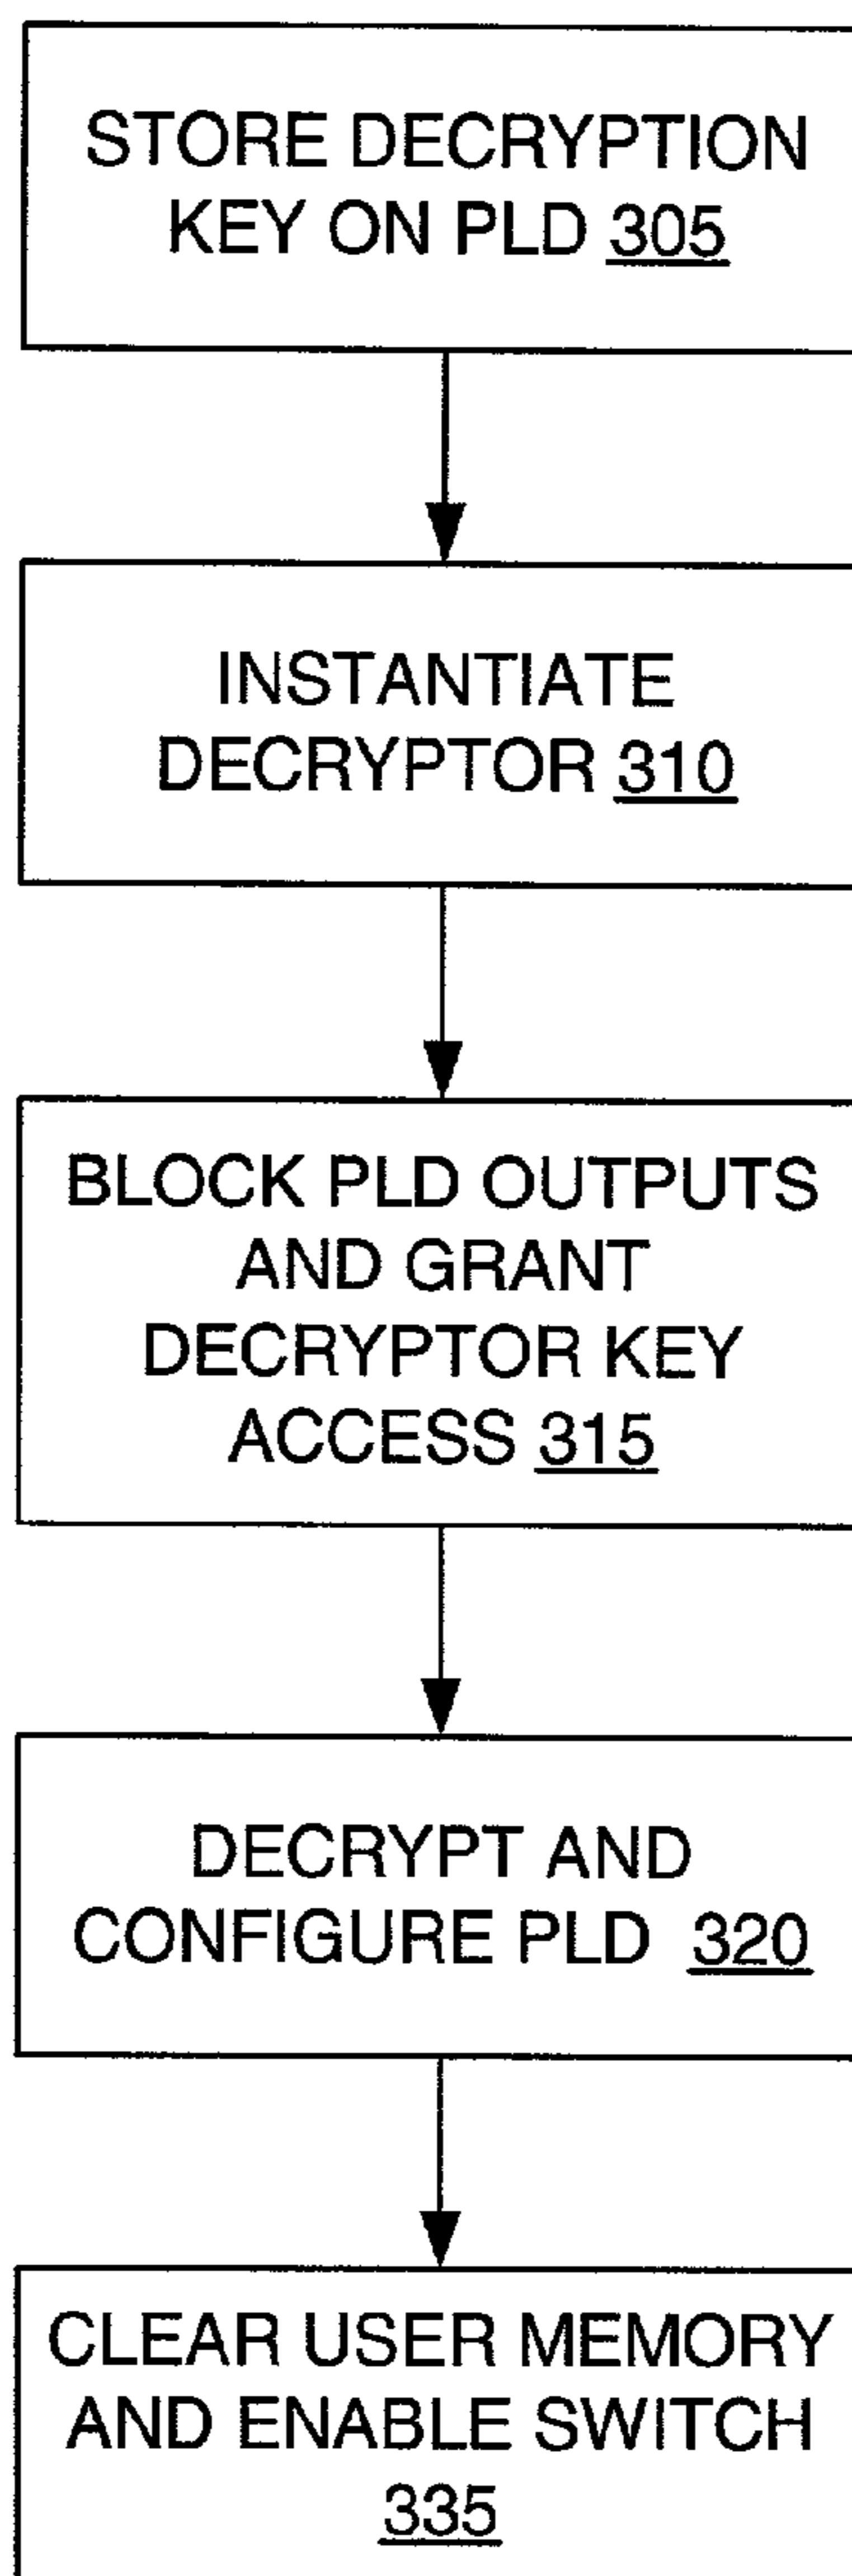 STORE DECRYPTION
KEY ON PLD 305
INSTANTIATE
DECRYPTOR 310
BLOCK PLD OUTPUTS
AND GRANT
DECRYPTOR KEY
ACCESS 315
DECRYPT AND
CONFIGURE PLD 320
CLEAR USER MEMORY
AND ENABLE SWITCH
335